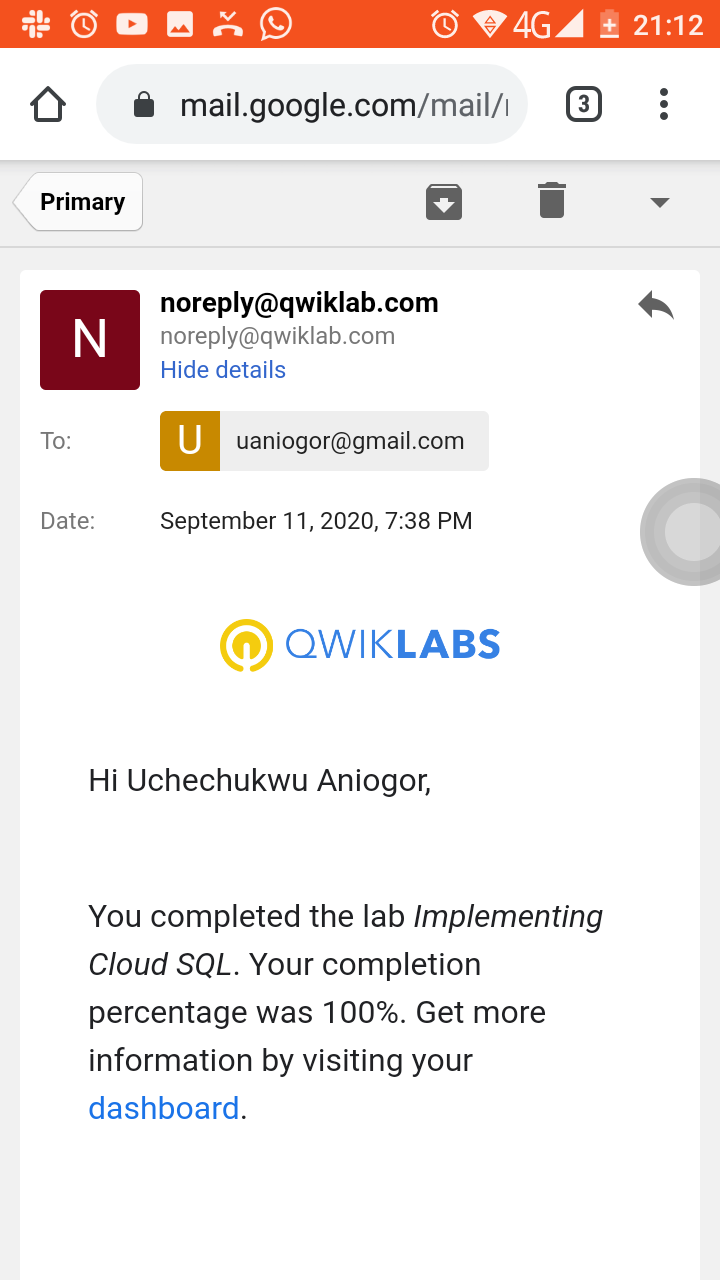 4G 21:12
mail.google.com/mail/
3
Primary
N
noreply@qwiklab.com
noreply@qwiklab.com
Hide details
To:
U
uaniogor@gmail.com
Date:
September 11, 2020, 7:38 PM
QWIKLABS
Hi Uchechukwu Aniogor,
You completed the lab Implementing
Cloud SQL. Your completion
percentage was 100%. Get more
information by visiting your
dashboard.